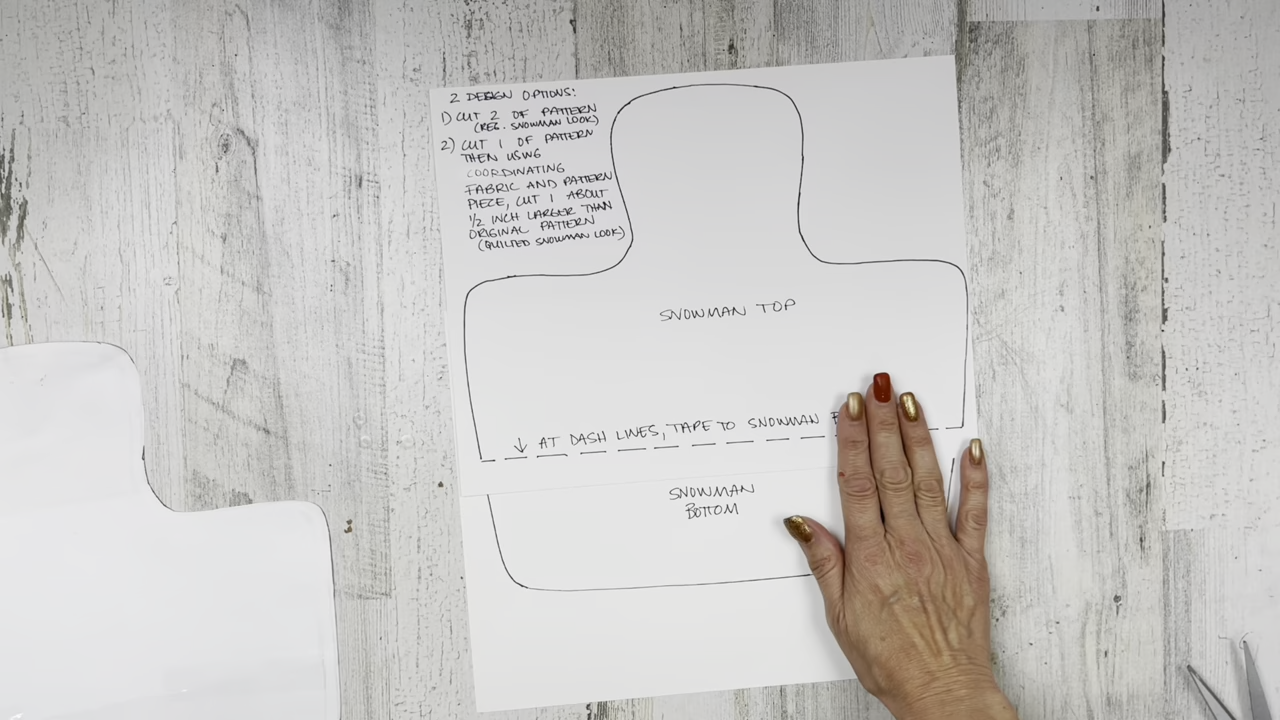 2 DESIGN OPTIONS:
1) CUT 2 OF PATTERN
(REG. SNOWMAN LOOK)
2) CUT 1 OF PATTERN
THEN USING
COORDINATING
FABRIC AND PATTERN
PIECE, CUT 1 ABOUT
1/2 INCH LARGER THAN
ORIGINAL PATTERN
(QUILTED SNOWMAN LOOK)
SNOWMAN TOP
↓ AT DASH LINES, TAPE TO SNOWMAN
SNOWMAN
BOTTOM